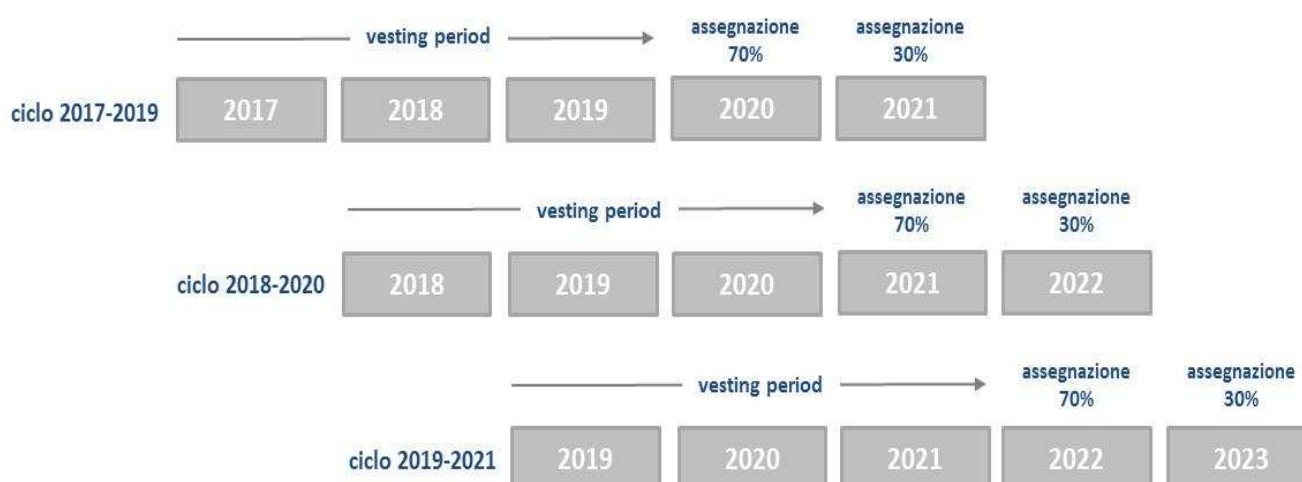 vesting period assegnazione assegnazione
70% 30%
ciclo 2017-2019 2017 2018 2019 2020 2021
vesting period assegnazione assegnazione
70% 30%
ciclo 2018-2020 2018 2019 2020 2021 2022
vesting period assegnazione assegnazione
70% 30%
ciclo 2019-2021 2019 2020 2021 2022 2023